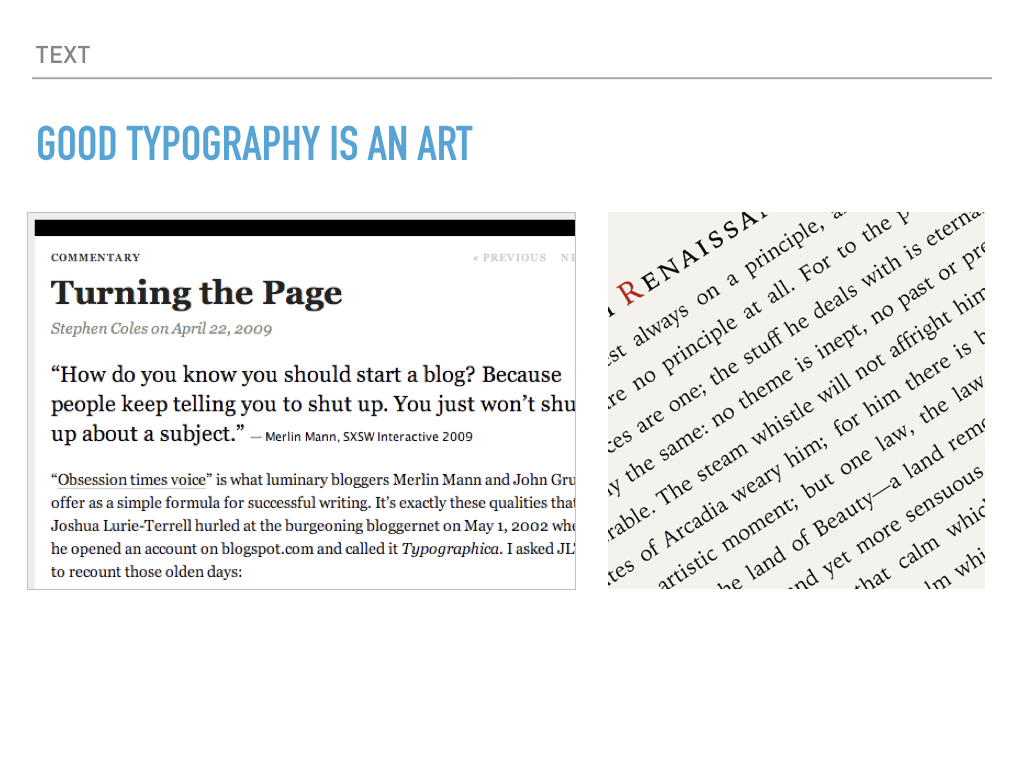 TEXT
GOOD TYPOGRAPHY IS AN ART
COMMENTARY
« PREVIOUS NE
Turning the Page
Stephen Coles on April 22, 2009
“How do you know you should start a blog? Because
people keep telling you to shut up. You just won’t shu
up about a subject.” — Merlin Mann, SXSW Interactive 2009
“Obsession times voice” is what luminary bloggers Merlin Mann and John Gru
offer as a simple formula for successful writing. It’s exactly these qualities that
Joshua Lurie-Terrell hurled at the burgeoning bloggernet on May 1, 2002 whe
he opened an account on blogspot.com and called it Typographica. I asked JL
to recount those olden days:
RENAISSA
est always on a principle,
re no principle at all. For to the p
ces are one; the stuff he deals with is eterna
ly the same: no theme is inept, no past or pre
rable. The steam whistle will not affright him
tes of Arcadia weary him; for him there is b
artistic moment; but one law, the law
he land of Beauty—a land remo
nd yet more sensuous
that calm whic
lm whi